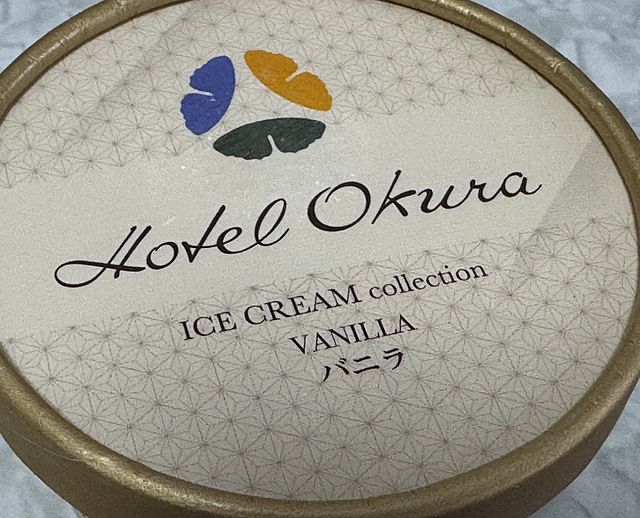 Hotel Okura
ICE CREAM collection
VANILLA
バニラ